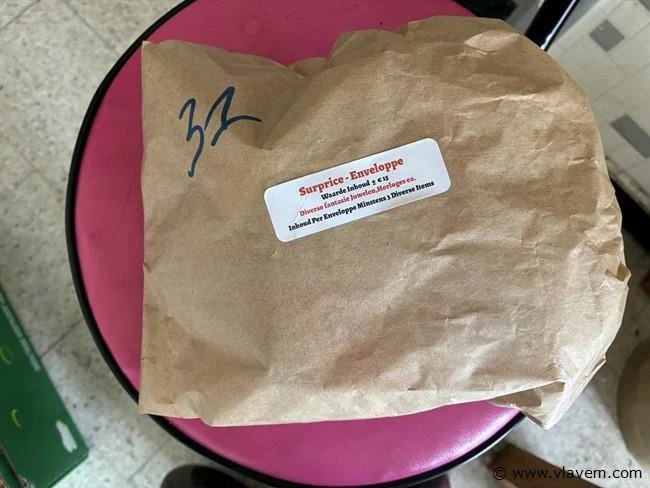 32
Surprice - Enveloppe
Waarde Inhoud ± € 15
Diverse fantasie Juwelen,Horloges ea.
Inhoud Per Enveloppe Minstens 3 Diverse Items
© www.vlavem.com